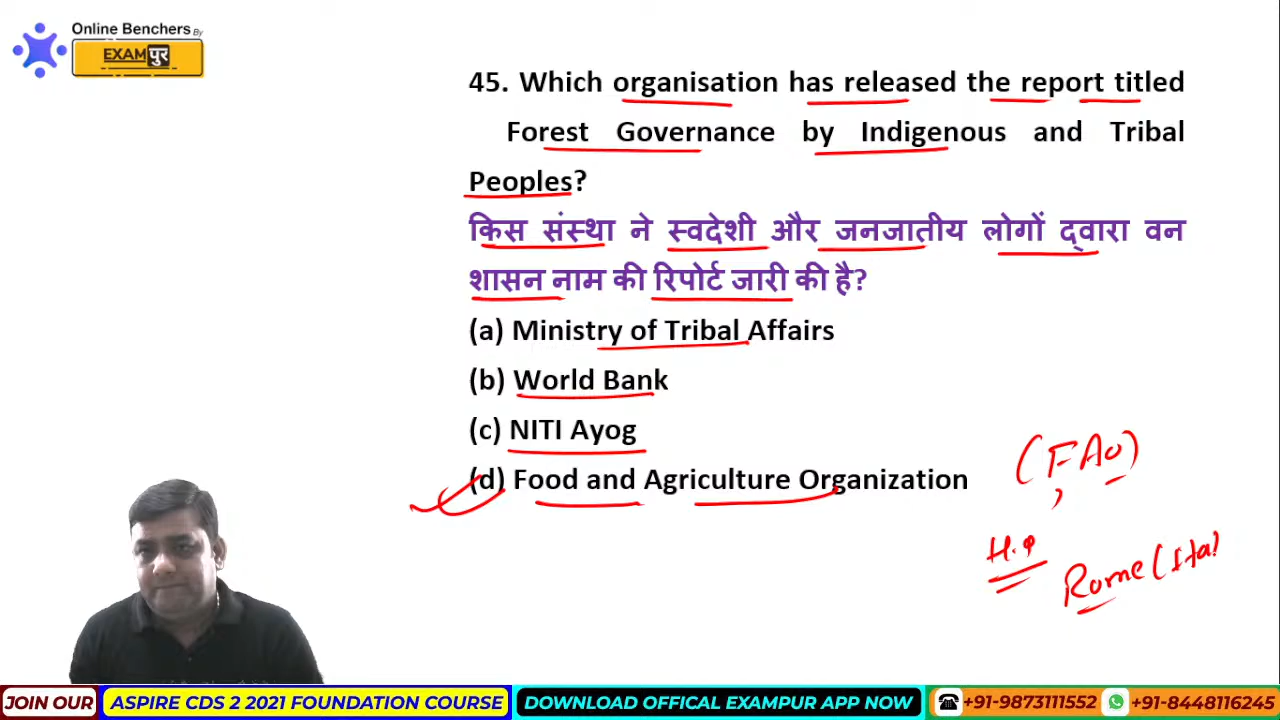 Online Benchers By
EXAMपुर
45. Which organisation has released the report titled
Forest Governance by Indigenous and Tribal
Peoples?
किस संस्था ने स्वदेशी और जनजातीय लोगों द्वारा वन
शासन नाम की रिपोर्ट जारी की है?
(a) Ministry of Tribal Affairs
(b) World Bank
(c) NITI Ayog
(d) Food and Agriculture Organization
(FAO)
H.Q
Rome (Ita)
JOIN OUR ASPIRE CDS 2 2021 FOUNDATION COURSE DOWNLOAD OFFICAL EXAMPUR APP NOW +91-9873111552 +91-8448116245